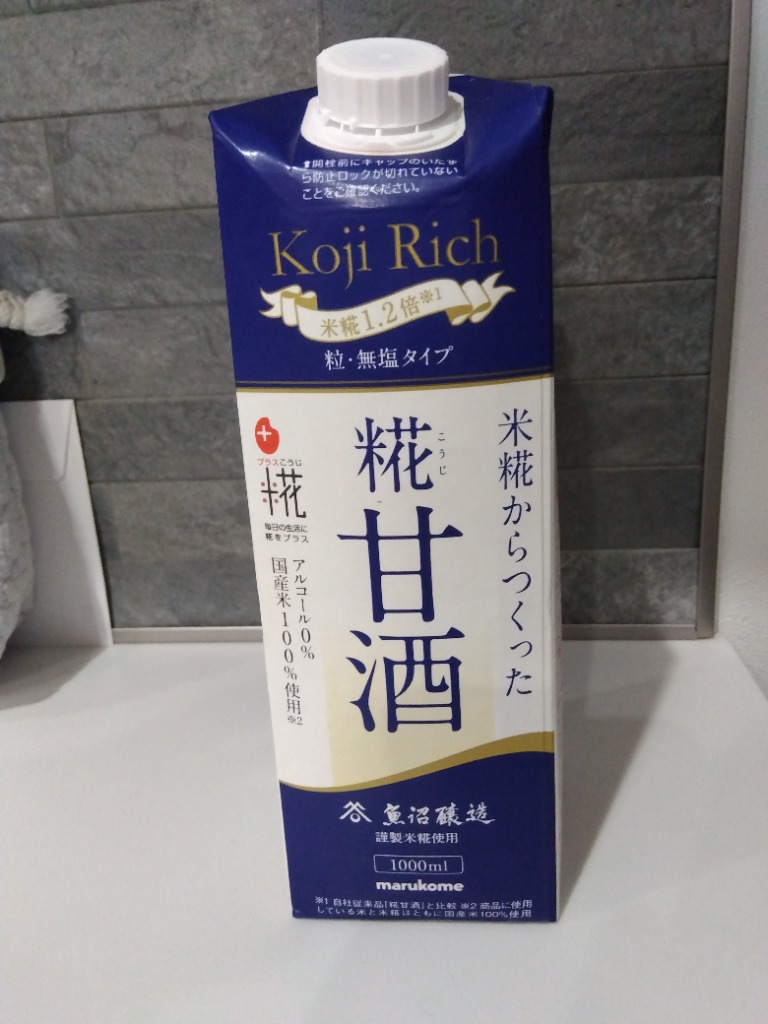 ※開栓前にキャップのいたず
ら防止ロックが切れていない
ことをご確認ください。
Koji Rich
米糀1.2倍※1
粒・無塩タイプ
米糀からつくった
こうじ
糀甘酒
プラスこうじ
糀
毎日の生活に
糀をプラス
アルコール0%
国産米100%使用※2
魚沼醸造
謹製米糀使用
1000ml
marukome
※1 自社従来品「糀甘酒」と比較 ※2 商品に使用
している米と米糀はともに国産米100%使用